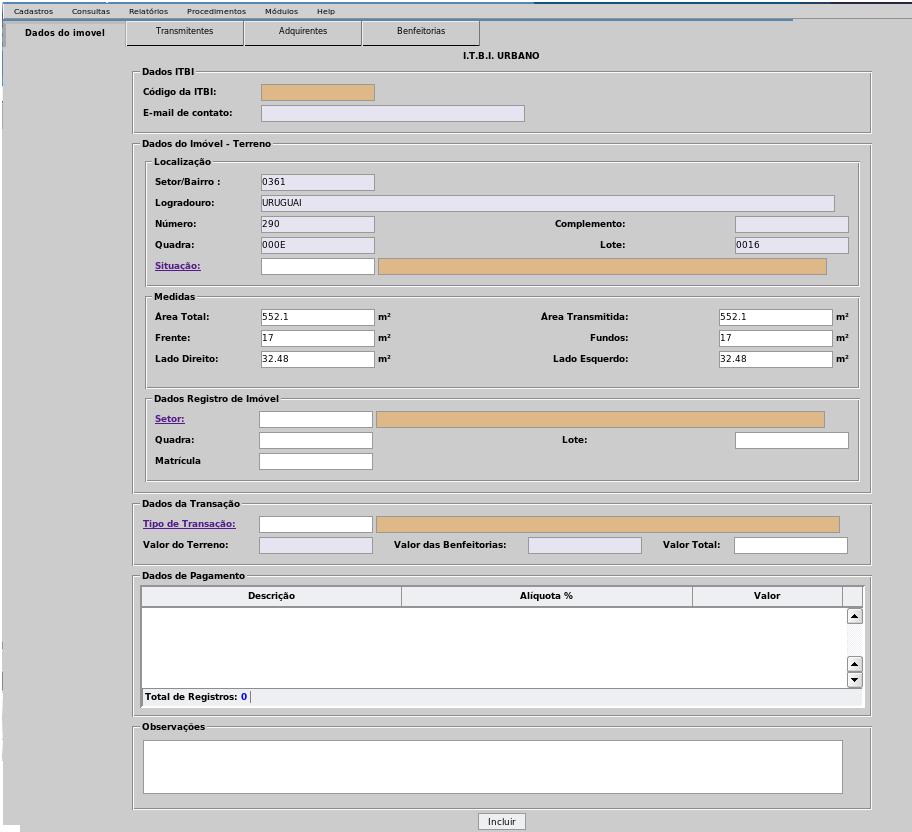 Cadastros Consultas Relatórios Procedimentos Módulos Help
Dados do imovel Transmitentes Adquirentes Benfeitorias
I.T.B.I. URBANO
Dados ITBI
Código da ITBI:
E-mail de contato:
Dados do Imóvel - Terreno
Localização
Setor/Bairro : 0361
Logradouro: URUGUAI
Número: 290 Complemento:
Quadra: 000E Lote: 0016
Situação:
Medidas
Área Total: 552.1 m² Área Transmitida: 552.1 m²
Frente: 17 m² Fundos: 17 m²
Lado Direito: 32.48 m² Lado Esquerdo: 32.48 m²
Dados Registro de Imóvel
Setor:
Quadra: Lote:
Matrícula
Dados da Transação
Tipo de Transação:
Valor do Terreno: Valor das Benfeitorias: Valor Total:
Dados de Pagamento
Descrição Alíquota % Valor
Total de Registros: 0
Observações
Incluir